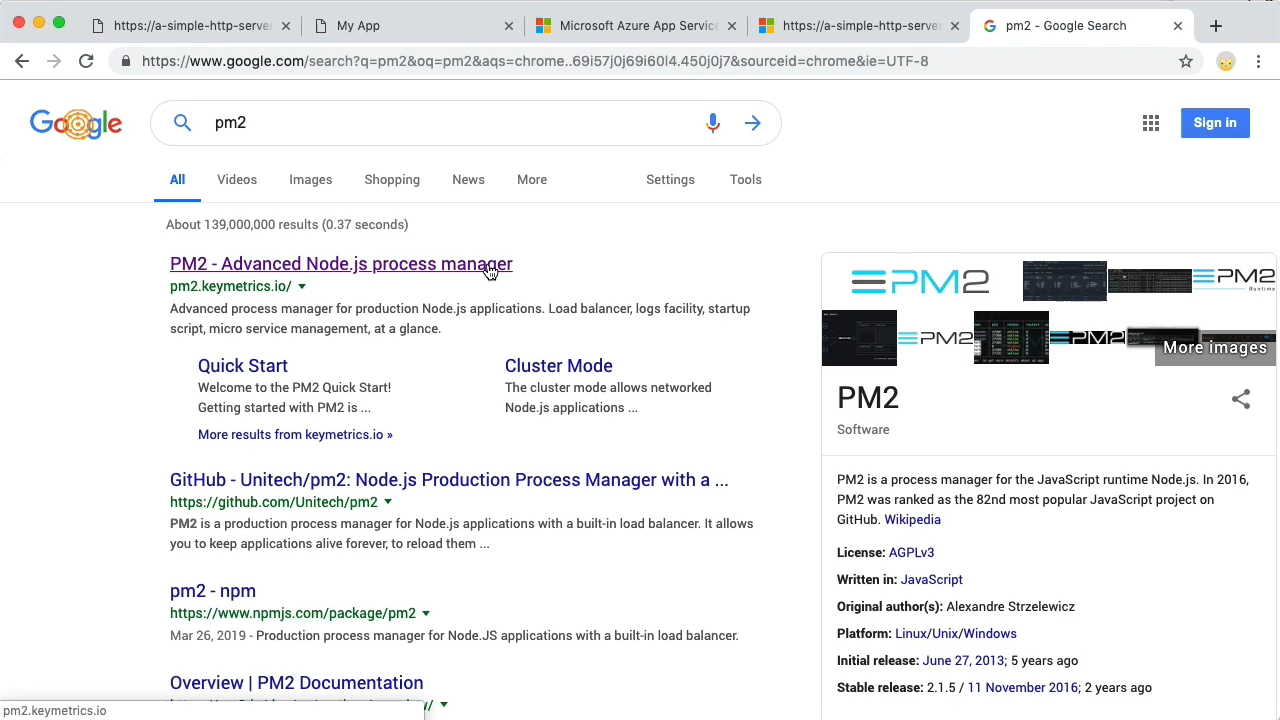 https://a-simple-http-server
My App
Microsoft Azure App Service
https://a-simple-http-server
pm2 - Google Search
https://www.google.com/search?q=pm2&oq=pm2&aqs=chrome..69i57j0j69i60l4.450j0j7&sourceid=chrome&ie=UTF-8
Google
pm2
Sign in
All
Videos
Images
Shopping
News
More
Settings
Tools
About 139,000,000 results (0.37 seconds)
PM2 - Advanced Node.js process manager
pm2.keymetrics.io/
Advanced process manager for production Node.js applications. Load balancer, logs facility, startup
script, micro service management, at a glance.
Quick Start
Welcome to the PM2 Quick Start!
Getting started with PM2 is ...
Cluster Mode
The cluster mode allows networked
Node.js applications ...
More results from keymetrics.io »
GitHub - Unitech/pm2: Node.js Production Process Manager with a ...
https://github.com/Unitech/pm2
PM2 is a production process manager for Node.js applications with a built-in load balancer. It allows
you to keep applications alive forever, to reload them ...
pm2 - npm
https://www.npmjs.com/package/pm2
Mar 26, 2019 - Production process manager for Node.JS applications with a built-in load balancer.
Overview | PM2 Documentation
pm2.keymetrics.io
PM2
PM2
Runtime
PM2
PM2
More images
PM2
Software
PM2 is a process manager for the JavaScript runtime Node.js. In 2016,
PM2 was ranked as the 82nd most popular JavaScript project on
GitHub. Wikipedia
License: AGPLv3
Written in: JavaScript
Original author(s): Alexandre Strzelewicz
Platform: Linux/Unix/Windows
Initial release: June 27, 2013; 5 years ago
Stable release: 2.1.5 / 11 November 2016; 2 years ago